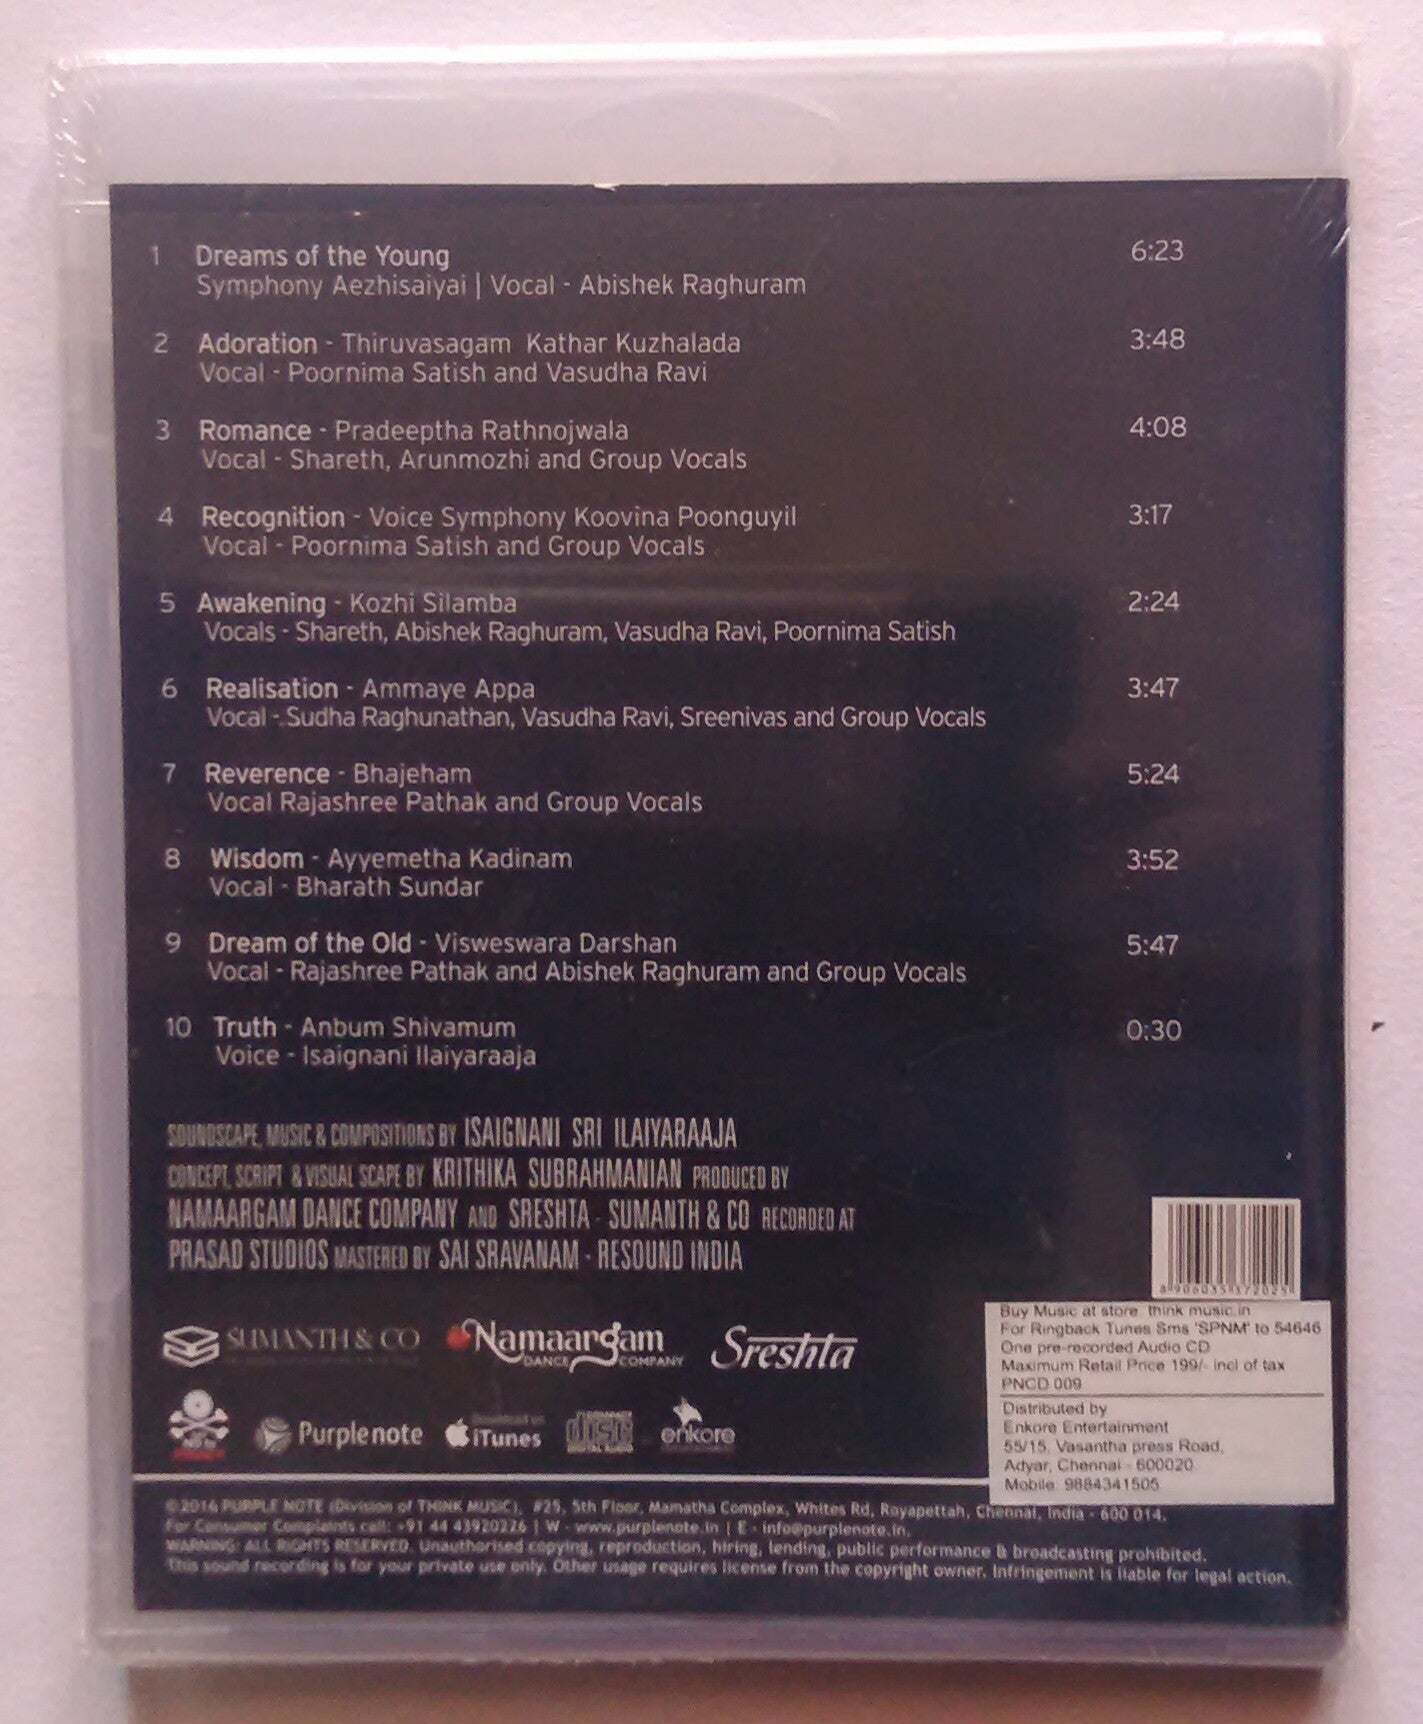 1 Dreams of the Young 6:23
Symphony Aezhisaiyai | Vocal - Abishek Raghuram
2 Adoration - Thiruvasagam Kathar Kuzhalada 3:48
Vocal - Poornima Satish and Vasudha Ravi
3 Romance - Pradeeptha Rathnojwala 4:08
Vocal - Shareth, Arunmozhi and Group Vocals
4 Recognition - Voice Symphony Koovina Poonguyil 3:17
Vocal - Poornima Satish and Group Vocals
5 Awakening - Kozhi Silamba 2:24
Vocals - Shareth, Abishek Raghuram, Vasudha Ravi, Poornima Satish
6 Realisation - Ammaye Appa 3:47
Vocal - Sudha Raghunathan, Vasudha Ravi, Sreenivas and Group Vocals
7 Reverence - Bhajeham 5:24
Vocal Rajashree Pathak and Group Vocals
8 Wisdom - Ayyemetha Kadinam 3:52
Vocal - Bharath Sundar
9 Dream of the Old - Visweswara Darshan 5:47
Vocal - Rajashree Pathak and Abishek Raghuram and Group Vocals
10 Truth - Anbum Shivamum 0:30
Voice - Isaignani Ilaiyaraaja
SOUNDSCAPE, MUSIC & COMPOSITIONS BY ISAIGNANI SRI ILAIYARAAJA
CONCEPT, SCRIPT & VISUAL SCAPE BY KRITHIKA SUBRAHMANIAN PRODUCED BY
NAMAARGAM DANCE COMPANY AND SRESHTA - SUMANTH & CO RECORDED AT
PRASAD STUDIOS MASTERED BY SAI SRAVANAM - RESOUND INDIA
8 906035 372025
Buy Music at store. think music.in
For Ringback Tunes Sms 'SPNM' to 54646
One pre-recorded Audio CD
Maximum Retail Price 199/- incl of tax
PNCD 009
Distributed by
Enkore Entertainment
55/15, Vasantha press Road,
Adyar, Chennai - 600020
Mobile: 9884341505
SUMANTH & CO
Namaargam
DANCE COMPANY
Sreshta
Purple note
iTunes
disc
DIGITAL AUDIO
enkore
©2014 PURPLE NOTE (Division of THINK MUSIC), #25, 5th Floor, Mamatha Complex, Whites Rd, Royapettah, Chennai, India - 600 014.
For Consumer Complaints call: +91 44 43920226 | W - www.purplenote.in | E - info@purplenote.in.
WARNING: ALL RIGHTS RESERVED. Unauthorised copying, reproduction, hiring, lending, public performance & broadcasting prohibited.
This sound recording is for your private use only. Other usage requires license from the copyright owner. Infringement is liable for legal action.